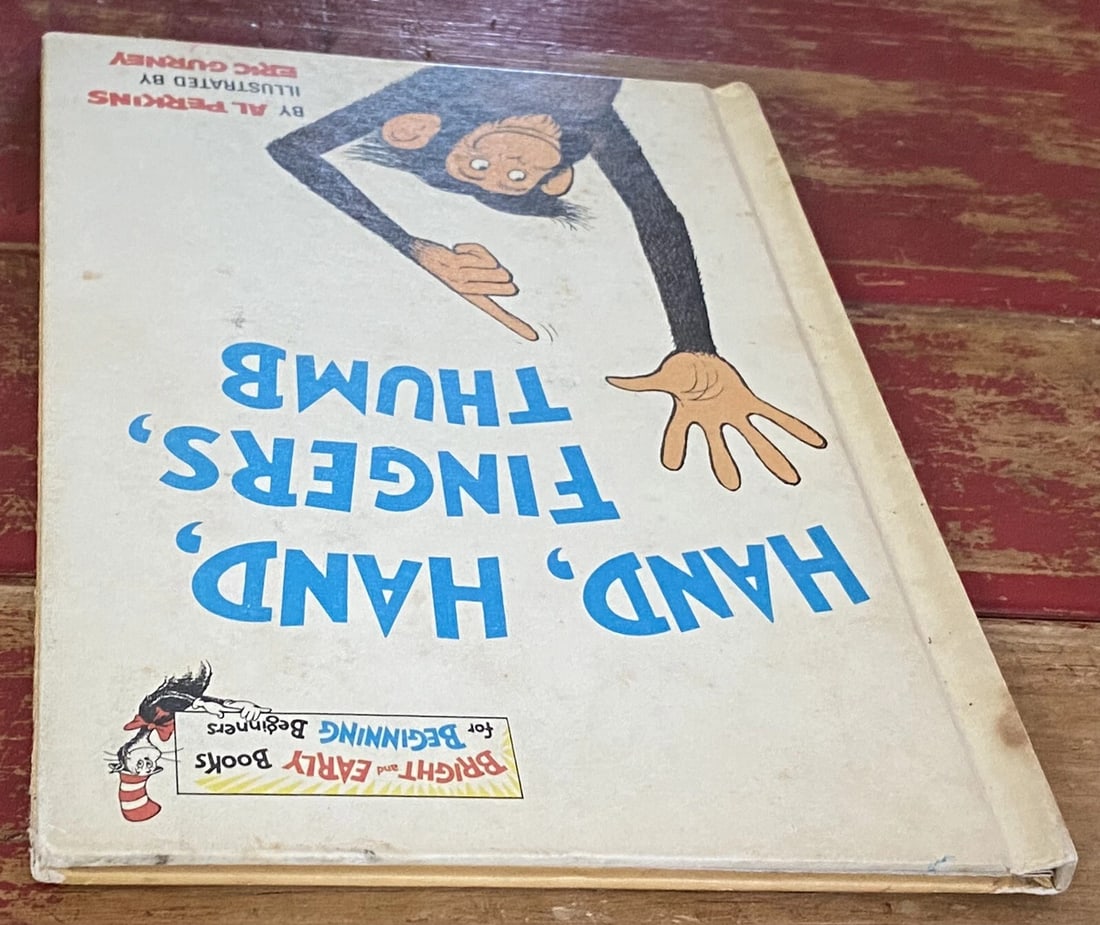 BRIGHT and EARLY Books
for BEGINNING Beginners
HAND, HAND,
FINGERS,
THUMB
BY AL PERKINS
ILLUSTRATED BY
ERIC GURNEY